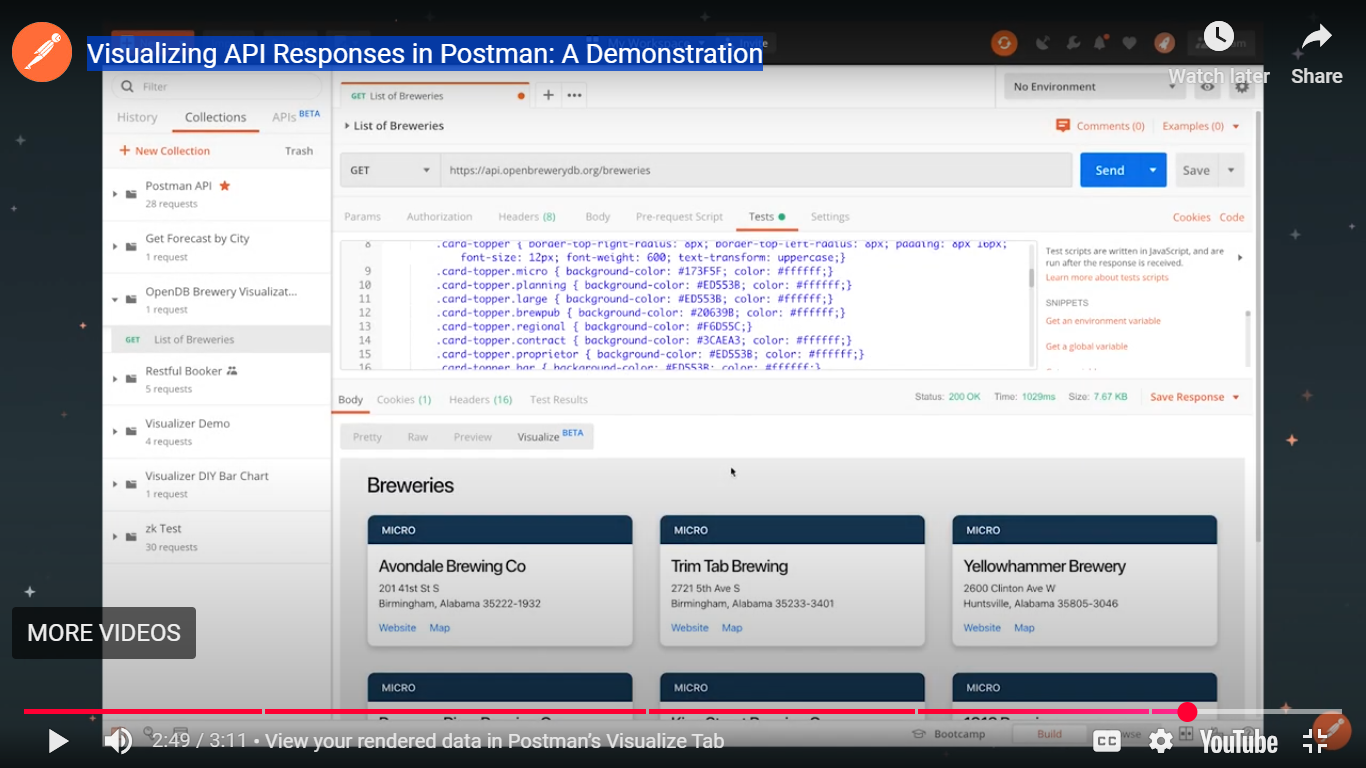 Visualizing API Responses in Postman: A Demonstration
Watch later
Share
Filter
History
Collections
APIs BETA
+ New Collection
Trash
Postman API
28 requests
Get Forecast by City
1 request
OpenDB Brewery Visualizat...
1 request
GET List of Breweries
Restful Booker
5 requests
Visualizer Demo
4 requests
Visualizer DIY Bar Chart
1 request
zk Test
30 requests
GET List of Breweries
No Environment
List of Breweries
Comments (0)
Examples (0)
GET
https://api.openbrewerydb.org/breweries
Send
Save
Params
Authorization
Headers (8)
Body
Pre-request Script
Tests
Settings
Cookies
Code
8 .card-topper { border-top-right-radius: 8px; border-top-left-radius: 8px; padding: 8px 16px;
font-size: 12px; font-weight: 600; text-transform: uppercase;}
9 .card-topper.micro { background-color: #173F5F; color: #ffffff;}
10 .card-topper.planning { background-color: #ED553B; color: #ffffff;}
11 .card-topper.large { background-color: #ED553B; color: #ffffff;}
12 .card-topper.brewpub { background-color: #20639B; color: #ffffff;}
13 .card-topper.regional { background-color: #F6D55C;}
14 .card-topper.contract { background-color: #3CAEA3; color: #ffffff;}
15 .card-topper.proprietor { background-color: #ED553B; color: #ffffff;}
16 .card-topper.bar { background-color: #ED553B; color: #ffffff;}
Test scripts are written in JavaScript, and are
run after the response is received.
Learn more about tests scripts
SNIPPETS
Get an environment variable
Get a global variable
Body
Cookies (1)
Headers (16)
Test Results
Status: 200 OK
Time: 1029ms
Size: 7.67 KB
Save Response
Pretty
Raw
Preview
Visualize BETA
Breweries
MICRO
Avondale Brewing Co
201 41st St S
Birmingham, Alabama 35222-1932
Website Map
MICRO
Trim Tab Brewing
2721 5th Ave S
Birmingham, Alabama 35233-3401
Website Map
MICRO
Yellowhammer Brewery
2600 Clinton Ave W
Huntsville, Alabama 35805-3046
Website Map
MICRO
MICRO
MICRO
MORE VIDEOS
2:49 / 3:11 • View your rendered data in Postman's Visualize Tab
Bootcamp
Build
CC
YouTube